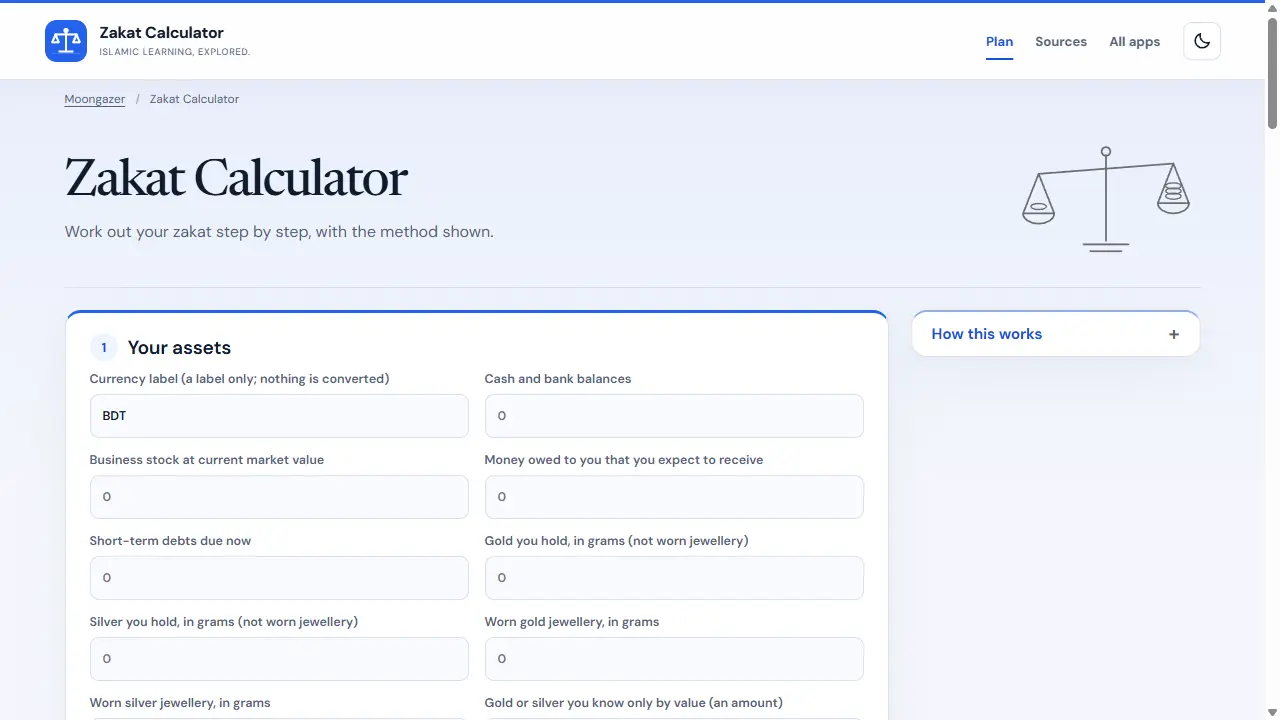 Zakat Calculator
ISLAMIC LEARNING, EXPLORED.
Plan
Sources
All apps
Moongazer / Zakat Calculator
Zakat Calculator
Work out your zakat step by step, with the method shown.
1 Your assets
How this works +
Currency label (a label only; nothing is converted)
BDT
Cash and bank balances
0
Business stock at current market value
0
Money owed to you that you expect to receive
0
Short-term debts due now
0
Gold you hold, in grams (not worn jewellery)
0
Silver you hold, in grams (not worn jewellery)
0
Worn gold jewellery, in grams
0
Worn silver jewellery, in grams
Gold or silver you know only by value (an amount)